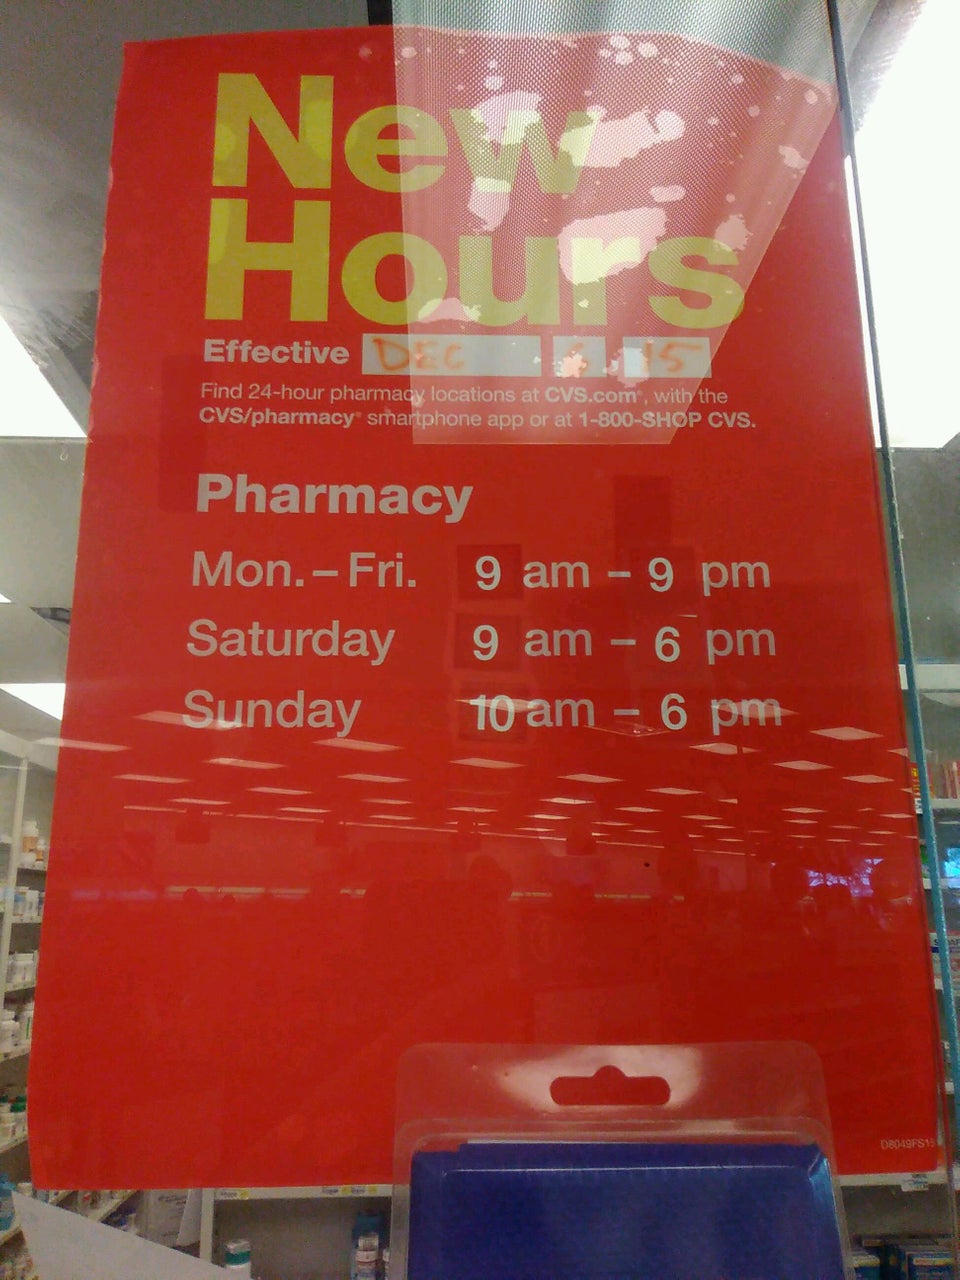 New
Hours
Effective DEC 6 15
Find 24-hour pharmacy locations at CVS.com®, with the
CVS/pharmacy® smartphone app or at 1-800-SHOP CVS.
Pharmacy
Mon. – Fri. 9 am – 9 pm
Saturday 9 am – 6 pm
Sunday 10 am – 6 pm